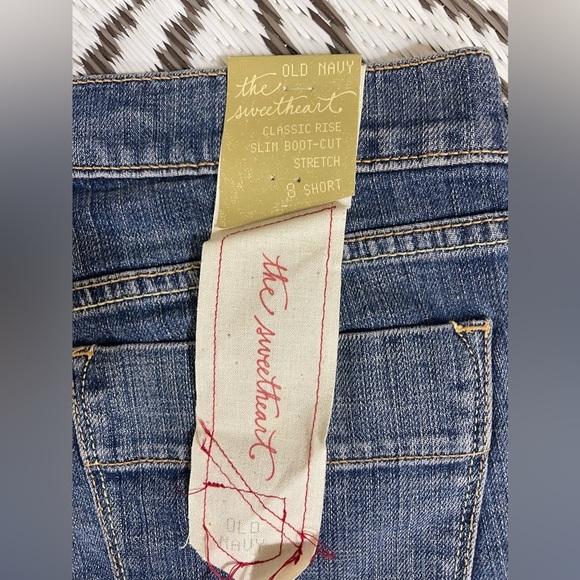 OLD NAVY
the
sweetheart
CLASSIC RISE
SLIM BOOT-CUT
STRETCH
8 SHORT
the sweetheart
OLD
NAVY